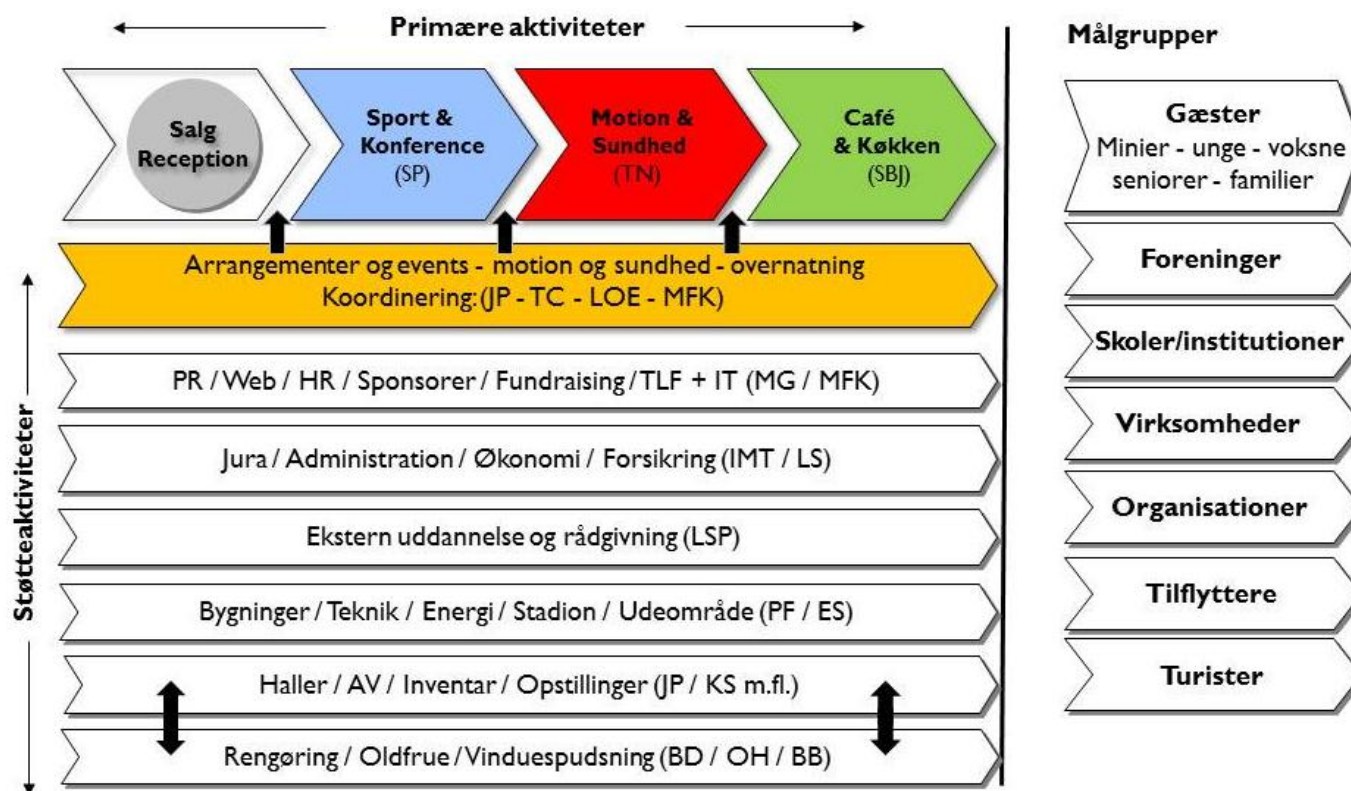 Primære aktiviteter
Salg
Reception
Sport &
Konference
(SP)
Motion &
Sundhed
(TN)
Café
& Køkken
(SBJ)
Arrangementer og events - motion og sundhed - overnatning
Koordinering: (JP - TC - LOE - MFK)
Støtteaktiviteter
PR / Web / HR / Sponsorer / Fundraising / TLF + IT (MG / MFK)
Jura / Administration / Økonomi / Forsikring (IMT / LS)
Ekstern uddannelse og rådgivning (LSP)
Bygninger / Teknik / Energi / Stadion / Udeområde (PF / ES)
Haller / AV / Inventar / Opstillinger (JP / KS m.fl.)
Rengøring / Oldfrue / Vinduespudsning (BD / OH / BB)
Målgrupper
Gæster
Minier - unge - voksne
seniorer - familier
Foreninger
Skoler/institutioner
Virksomheder
Organisationer
Tilflyttere
Turister